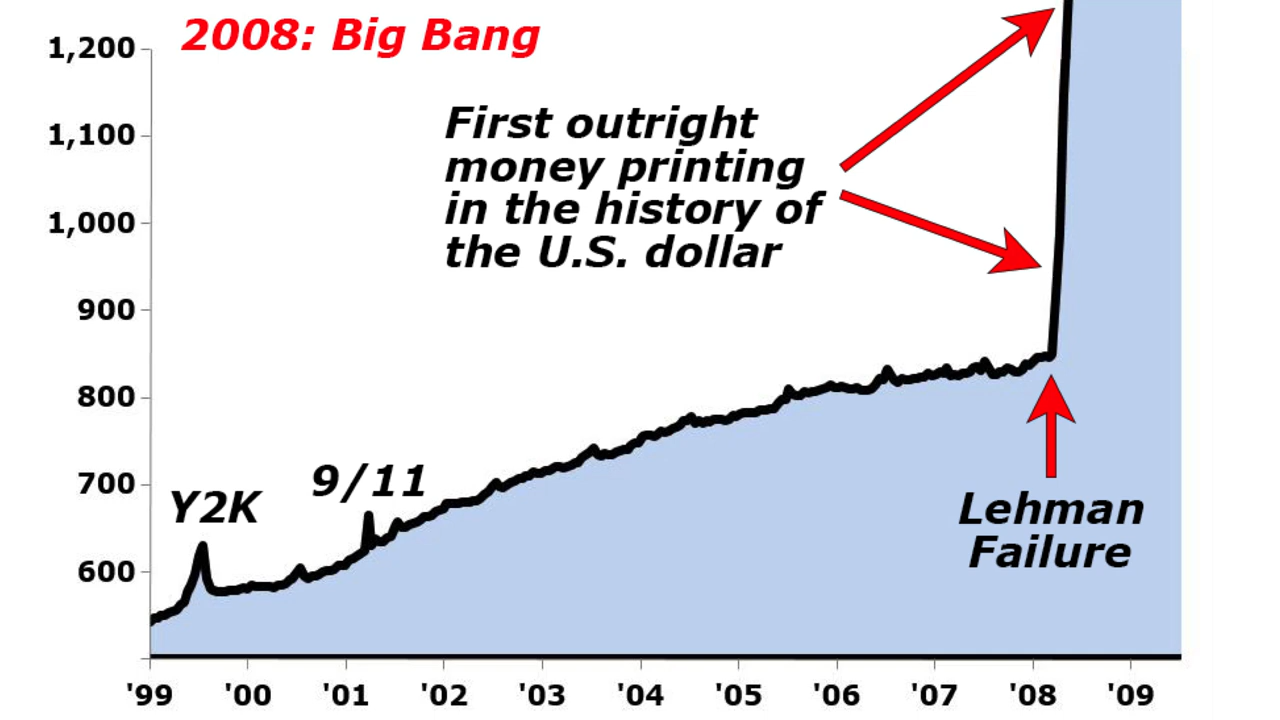 2008: Big Bang
1,200
1,100
1,000
900
800
700
600
First outright
money printing
in the history of
the U.S. dollar
Y2K
9/11
Lehman
Failure
'99 '00 '01 '02 '03 '04 '05 '06 '07 '08 '09